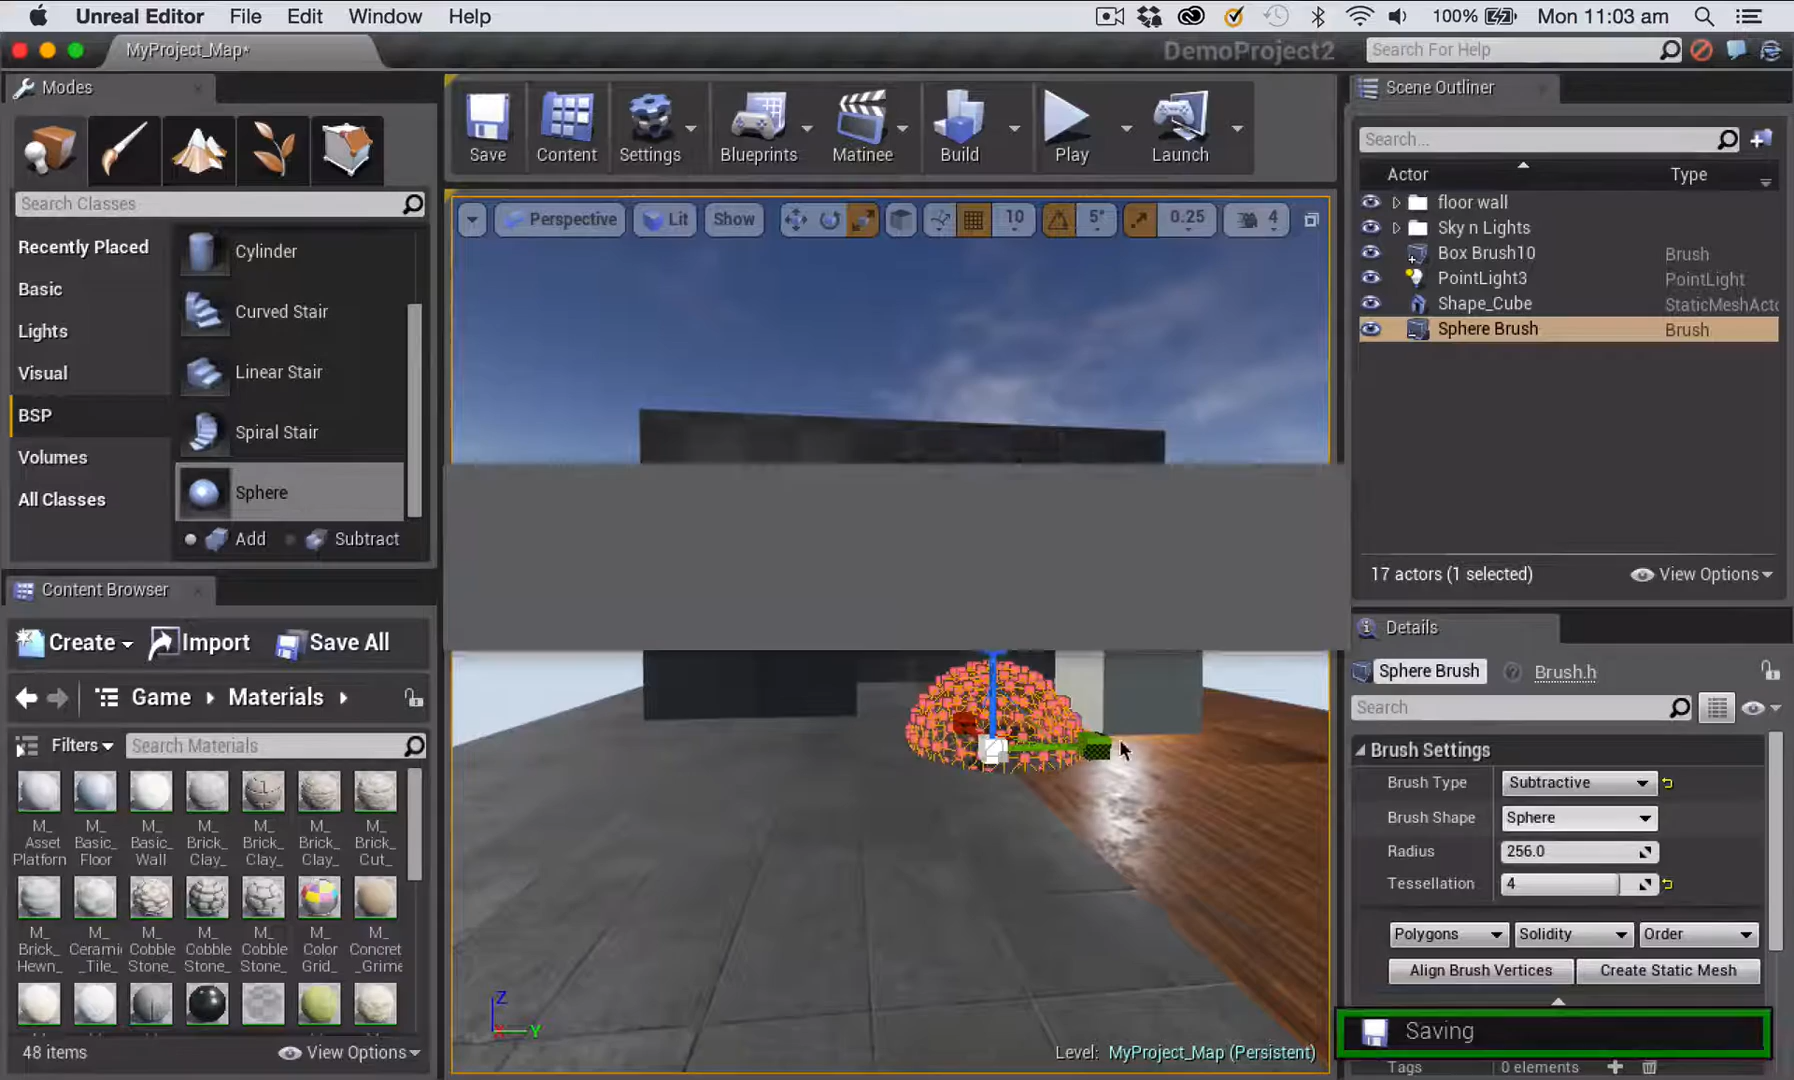 Unreal Editor File Edit Window Help 100% Mon 11:03 am
MyProject_Map* DemoProject2 Search For Help
Modes
Save Content Settings Blueprints Matinee Build Play Launch
Scene Outliner
Search...
Actor Type
floor wall
Sky n Lights
Box Brush10 Brush
PointLight3 PointLight
Shape_Cube StaticMeshActo
Sphere Brush Brush
17 actors (1 selected) View Options
Search Classes
Recently Placed
Basic
Lights
Visual
BSP
Volumes
All Classes
Cylinder
Curved Stair
Linear Stair
Spiral Stair
Sphere
Add Subtract
Perspective Lit Show 10 5° 0.25 4
Content Browser
Create Import Save All
Game Materials
Filters Search Materials
M_ M_ M_ M_ M_ M_ M_
Asset Basic_ Basic_ Brick_ Brick_ Brick_ Brick_
Platform Floor Wall Clay_ Clay_ Clay_ Cut_
M_ M_ M_ M_ M_ M_ M_
Brick_ Cerami Cobble Cobble Cobble Color Concret
Hewn_ _Tile_ Stone_ Stone_ Stone_ Grid_ _Grime
48 items View Options
Z
X Y
Level: MyProject_Map (Persistent)
Details
Sphere Brush Brush.h
Search
Brush Settings
Brush Type Subtractive
Brush Shape Sphere
Radius 256.0
Tessellation 4
Polygons Solidity Order
Align Brush Vertices Create Static Mesh
Saving
Tags 0 elements